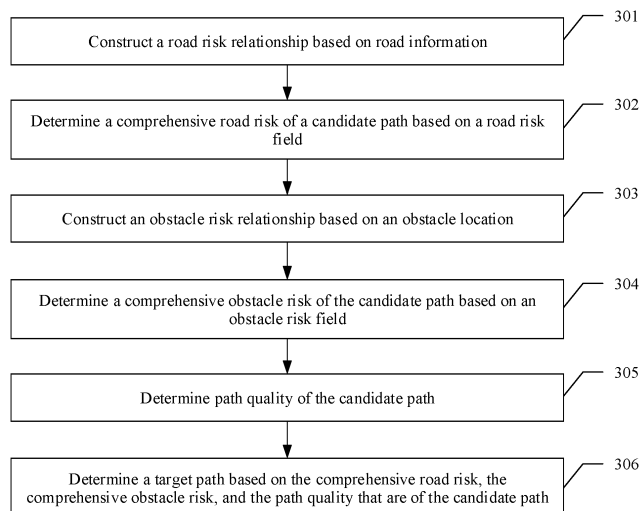 301
Construct a road risk relationship based on road information
302
Determine a comprehensive road risk of a candidate path based on a road risk
field
303
Construct an obstacle risk relationship based on an obstacle location
304
Determine a comprehensive obstacle risk of the candidate path based on an
obstacle risk field
305
Determine path quality of the candidate path
306
Determine a target path based on the comprehensive road risk, the
comprehensive obstacle risk, and the path quality that are of the candidate path